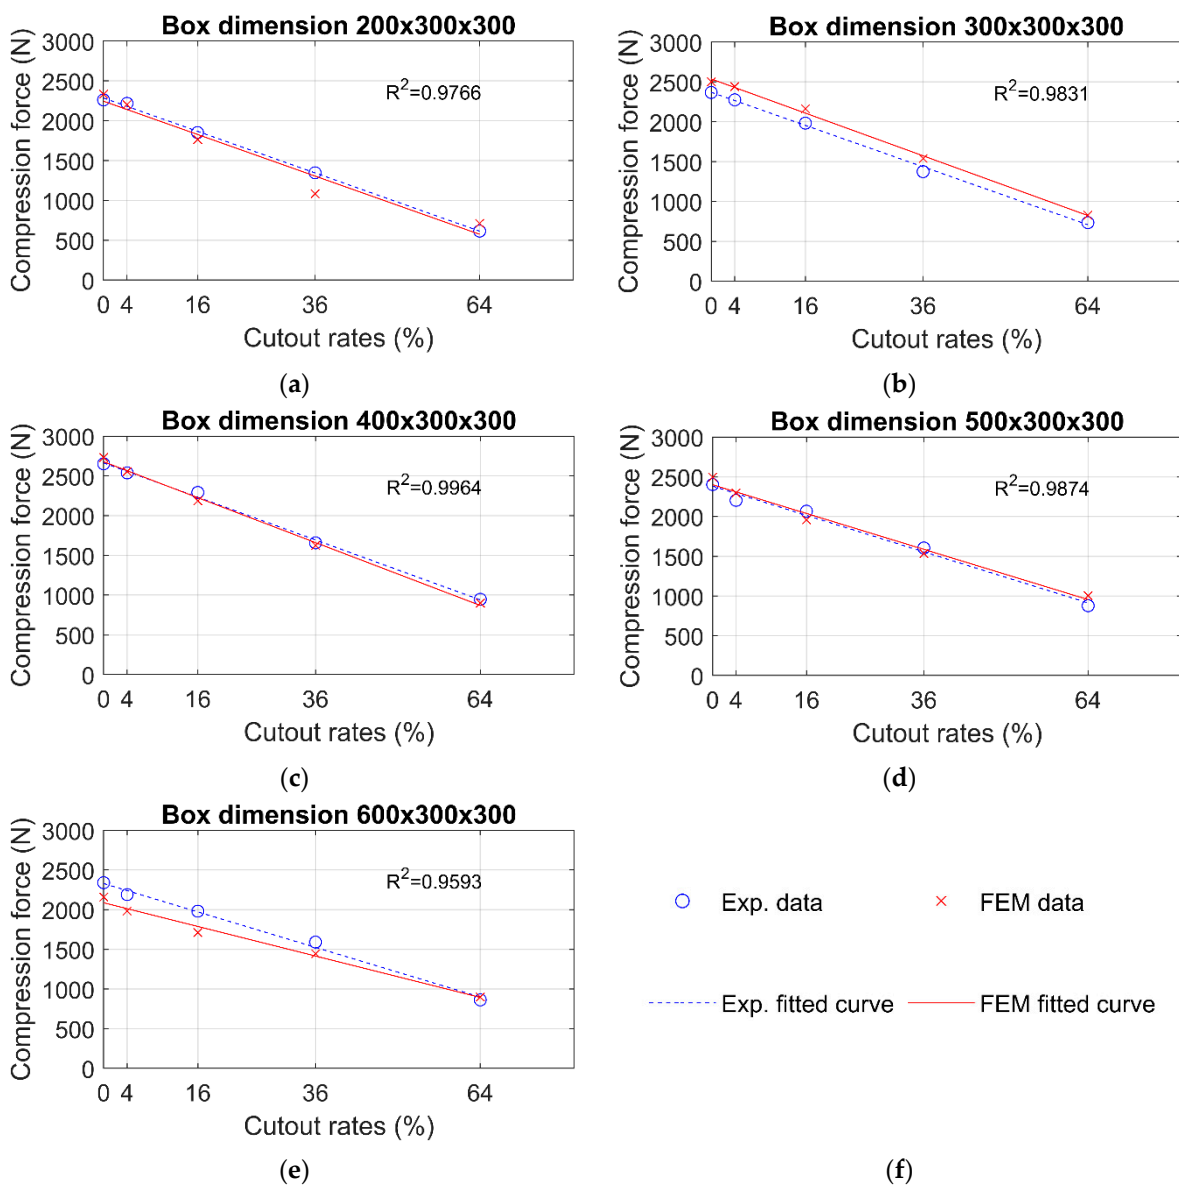 Box dimension 200x300x300
Compression force (N)
3000
2500
2000
1500
1000
500
0
R²=0.9766
0 4 16 36 64
Cutout rates (%)
(a)
Box dimension 300x300x300
Compression force (N)
3000
2500
2000
1500
1000
500
0
R²=0.9831
0 4 16 36 64
Cutout rates (%)
(b)
Box dimension 400x300x300
Compression force (N)
3000
2500
2000
1500
1000
500
0
R²=0.9964
0 4 16 36 64
Cutout rates (%)
(c)
Box dimension 500x300x300
Compression force (N)
3000
2500
2000
1500
1000
500
0
R²=0.9874
0 4 16 36 64
Cutout rates (%)
(d)
Box dimension 600x300x300
Compression force (N)
3000
2500
2000
1500
1000
500
0
R²=0.9593
0 4 16 36 64
Cutout rates (%)
(e)
Exp. data FEM data
Exp. fitted curve FEM fitted curve
(f)